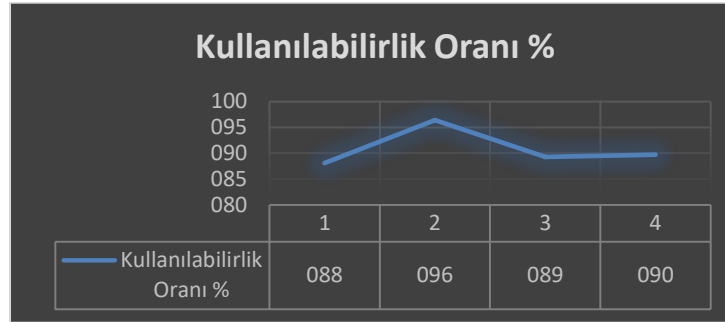 Kullanılabilirlik Oranı %
100
095
090
085
080
1 2 3 4
Kullanılabilirlik
Oranı %
088 096 089 090